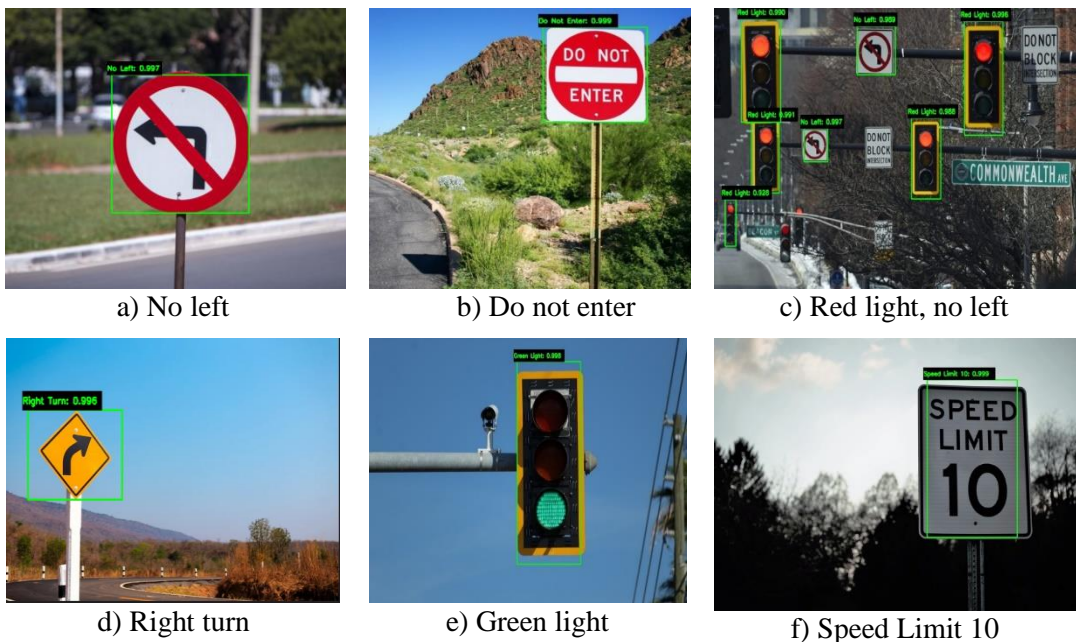 No Left: 0.997
Do Not Enter: 0.999
DO NOT
ENTER
Red Light: 0.990
No Left: 0.989
Red Light: 0.996
DO NOT
BLOCK
INTERSECTION
Red Light: 0.991
No Left: 0.997
DO NOT
BLOCK
INTERSECTION
Red Light: 0.988
COMMONWEALTH AVE
Red Light: 0.926
a) No left
b) Do not enter
c) Red light, no left
Right Turn: 0.996
Green Light: 0.998
Speed Limit 10: 0.999
SPEED
LIMIT
10
d) Right turn
e) Green light
f) Speed Limit 10